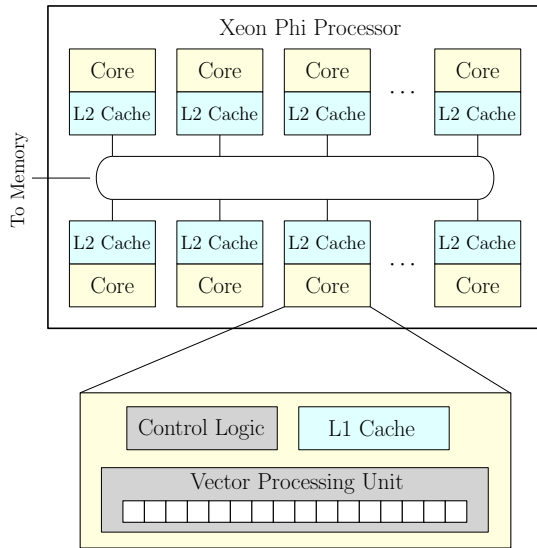 Xeon Phi Processor
Core Core Core Core
L2 Cache L2 Cache L2 Cache ... L2 Cache
To Memory
L2 Cache L2 Cache L2 Cache ... L2 Cache
Core Core Core Core
Control Logic L1 Cache
Vector Processing Unit